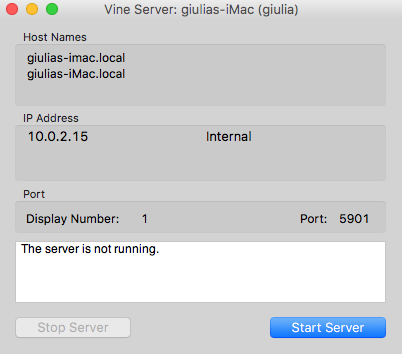 Vine Server: giulias-iMac (giulia)
Host Names
giulias-imac.local
giulias-iMac.local
IP Address
10.0.2.15 Internal
Port
Display Number: 1 Port: 5901
The server is not running.
Stop Server Start Server